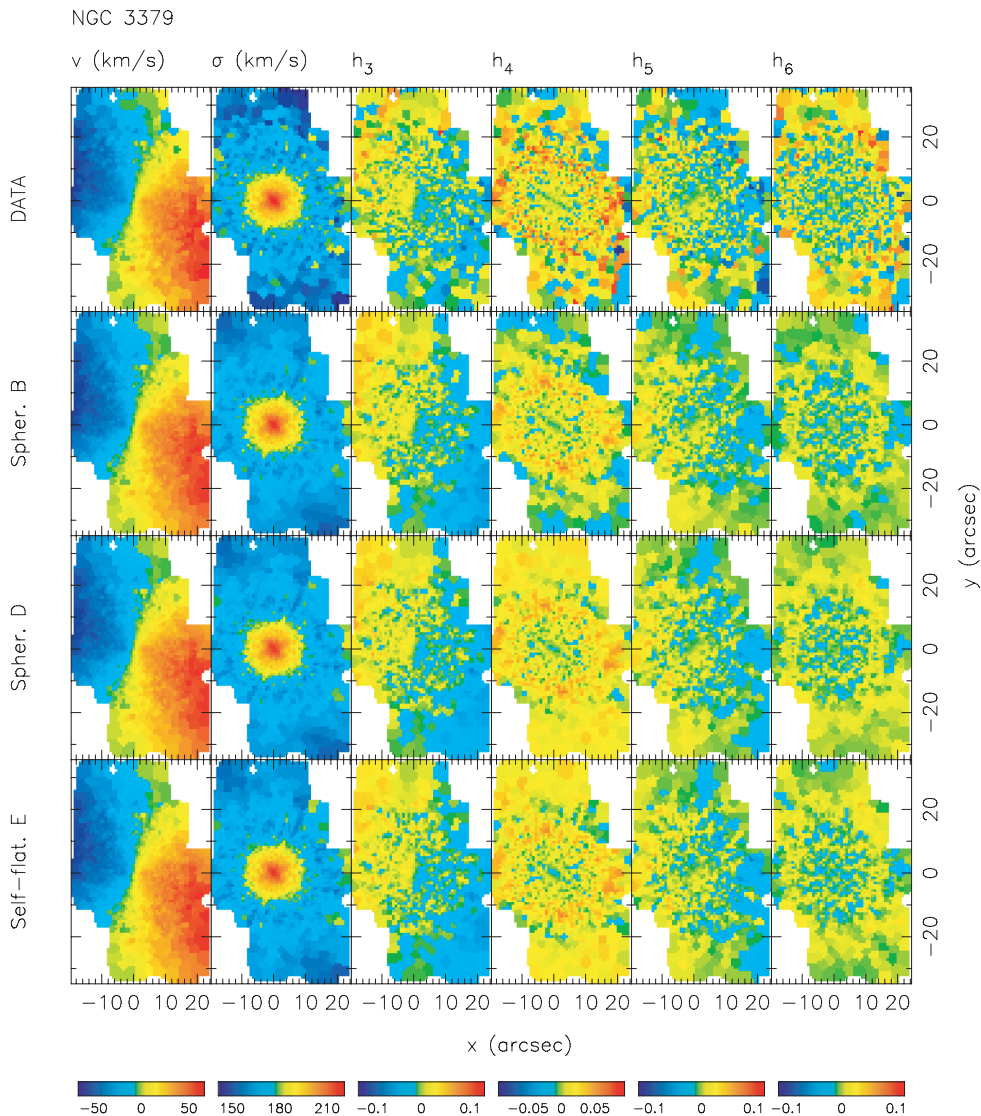 NGC 3379
v (km/s) σ (km/s) h₃ h₄ h₅ h₆
DATA
20
0
−20
Spher. B
20
0
−20
y (arcsec)
Spher. D
20
0
−20
Self−flat. E
20
0
−20
−10 0 10 20 −10 0 10 20 −10 0 10 20 −10 0 10 20 −10 0 10 20 −10 0 10 20
x (arcsec)
−50 0 50 150 180 210 −0.1 0 0.1 −0.05 0 0.05 −0.1 0 0.1 −0.1 0 0.1